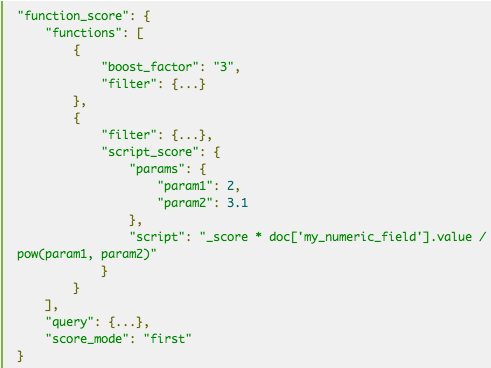 "function_score": {
    "functions": [
        {
            "boost_factor": "3",
            "filter": {...}
        },
        {
            "filter": {...},
            "script_score": {
                "params": {
                    "param1": 2,
                    "param2": 3.1
                },
                "script": "_score * doc['my_numeric_field'].value /
pow(param1, param2)"
            }
        }
    ],
    "query": {...},
    "score_mode": "first"
}